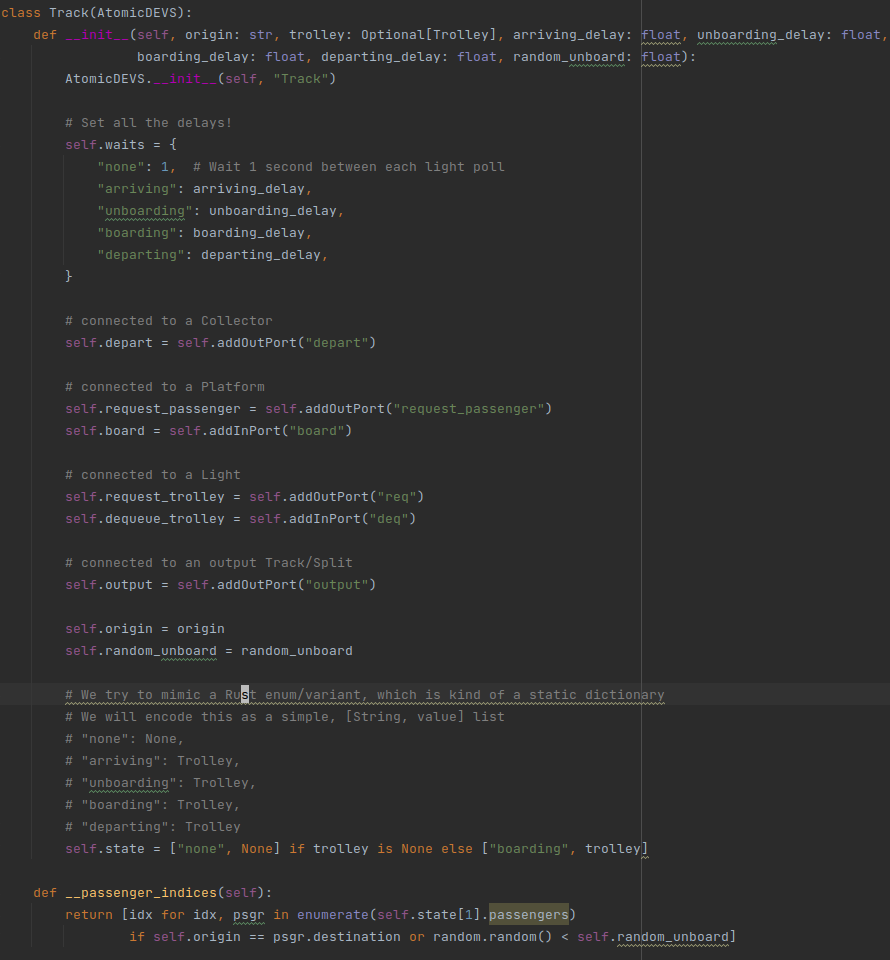 class Track(AtomicDEVS):
    def __init__(self, origin: str, trolley: Optional[Trolley], arriving_delay: float, unboarding_delay: float,
                 boarding_delay: float, departing_delay: float, random_unboard: float):
        AtomicDEVS.__init__(self, "Track")

        # Set all the delays!
        self.waits = {
            "none": 1,  # Wait 1 second between each light poll
            "arriving": arriving_delay,
            "unboarding": unboarding_delay,
            "boarding": boarding_delay,
            "departing": departing_delay,
        }

        # connected to a Collector
        self.depart = self.addOutPort("depart")

        # connected to a Platform
        self.request_passenger = self.addOutPort("request_passenger")
        self.board = self.addInPort("board")

        # connected to a Light
        self.request_trolley = self.addOutPort("req")
        self.dequeue_trolley = self.addInPort("deq")

        # connected to an output Track/Split
        self.output = self.addOutPort("output")

        self.origin = origin
        self.random_unboard = random_unboard

        # We try to mimic a Rust enum/variant, which is kind of a static dictionary
        # We will encode this as a simple, [String, value] list
        # "none": None,
        # "arriving": Trolley,
        # "unboarding": Trolley,
        # "boarding": Trolley,
        # "departing": Trolley
        self.state = ["none", None] if trolley is None else ["boarding", trolley]

    def __passenger_indices(self):
        return [idx for idx, psgr in enumerate(self.state[1].passengers)
                if self.origin == psgr.destination or random.random() < self.random_unboard]